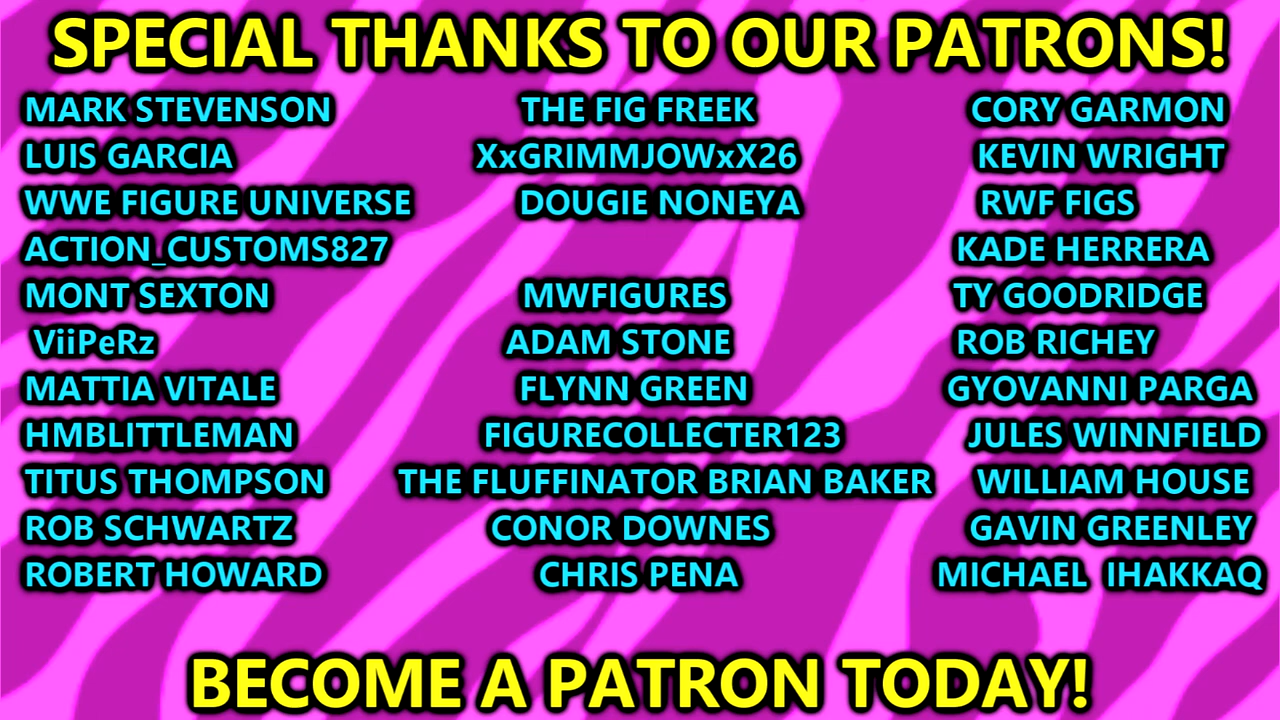 SPECIAL THANKS TO OUR PATRONS!
MARK STEVENSON THE FIG FREEK CORY GARMON
LUIS GARCIA XxGRIMMJOWxX26 KEVIN WRIGHT
WWE FIGURE UNIVERSE DOUGIE NONEYA RWF FIGS
ACTION_CUSTOMS827 KADE HERRERA
MONT SEXTON MWFIGURES TY GOODRIDGE
ViiPeRz ADAM STONE ROB RICHEY
MATTIA VITALE FLYNN GREEN GYOVANNI PARGA
HMBLITTLEMAN FIGURECOLLECTER123 JULES WINNFIELD
TITUS THOMPSON THE FLUFFINATOR BRIAN BAKER WILLIAM HOUSE
ROB SCHWARTZ CONOR DOWNES GAVIN GREENLEY
ROBERT HOWARD CHRIS PENA MICHAEL IHAKKAQ
BECOME A PATRON TODAY!